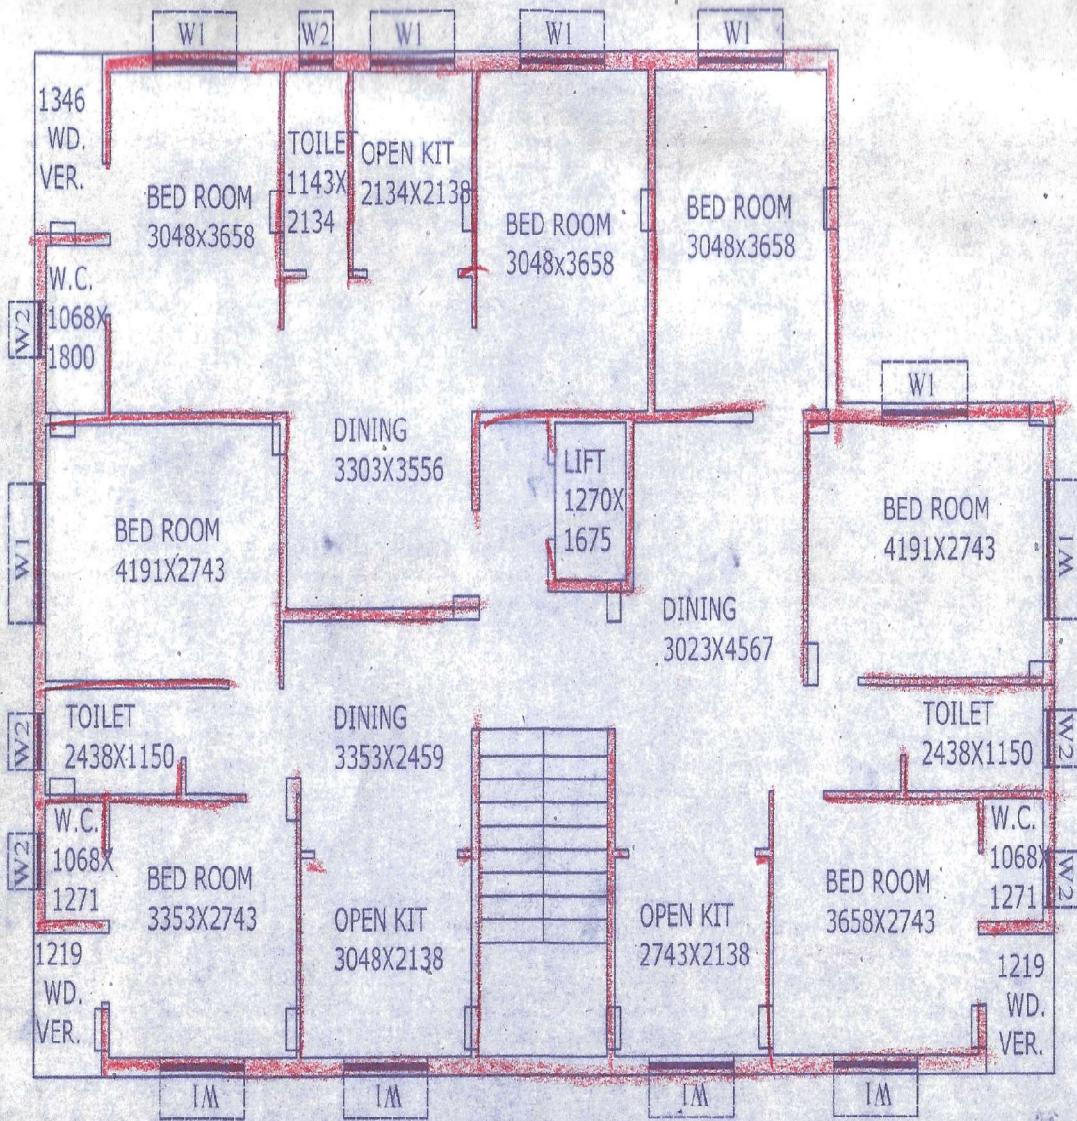 W1
W2
W1
W1
W1
1346
WD.
VER.
BED ROOM
3048x3658
TOILET
1143X
2134
OPEN KIT
2134X2138
BED ROOM
3048x3658
BED ROOM
3048x3658
W.C.
1068X
1800
W2
W1
DINING
3303X3556
LIFT
1270X
1675
BED ROOM
4191X2743
W1
BED ROOM
4191X2743
W1
DINING
3023X4567
TOILET
2438X1150
W2
DINING
3353X2459
TOILET
2438X1150
W2
W.C.
1068X
1271
W2
BED ROOM
3353X2743
OPEN KIT
3048X2138
OPEN KIT
2743X2138
BED ROOM
3658X2743
W.C.
1068X
1271
W2
1219
WD.
VER.
1219
WD.
VER.
W1
W1
W1
W1